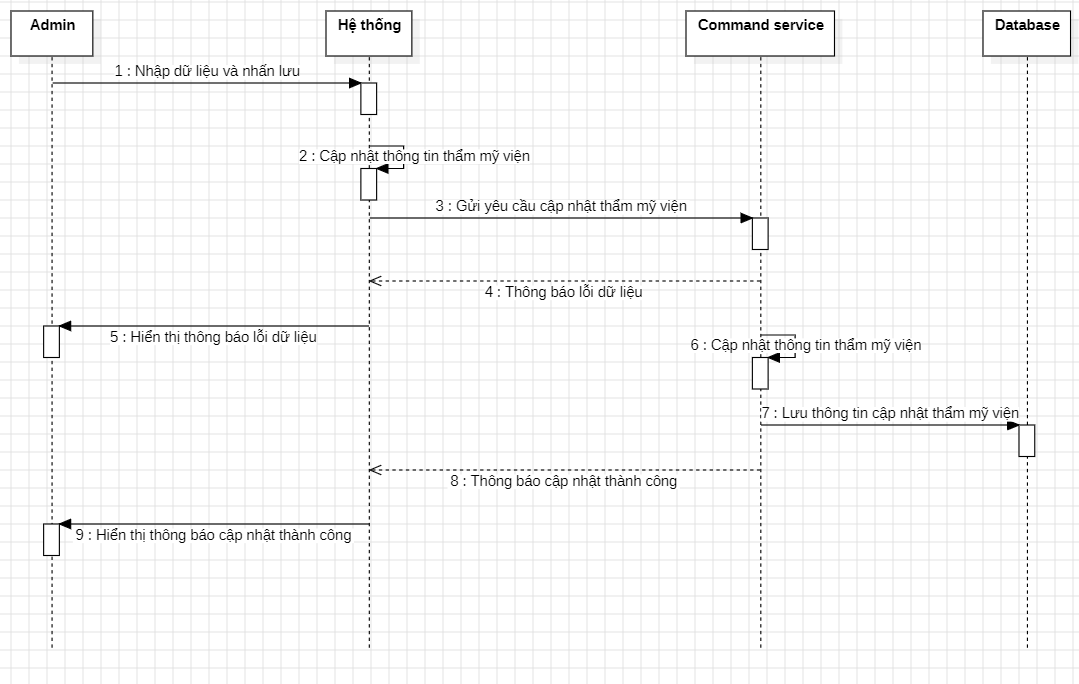 Admin
Hệ thống
Command service
Database
1 : Nhập dữ liệu và nhấn lưu
2 : Cập nhật thông tin thẩm mỹ viện
3 : Gửi yêu cầu cập nhật thẩm mỹ viện
4 : Thông báo lỗi dữ liệu
5 : Hiển thị thông báo lỗi dữ liệu
6 : Cập nhật thông tin thẩm mỹ viện
7 : Lưu thông tin cập nhật thẩm mỹ viện
8 : Thông báo cập nhật thành công
9 : Hiển thị thông báo cập nhật thành công